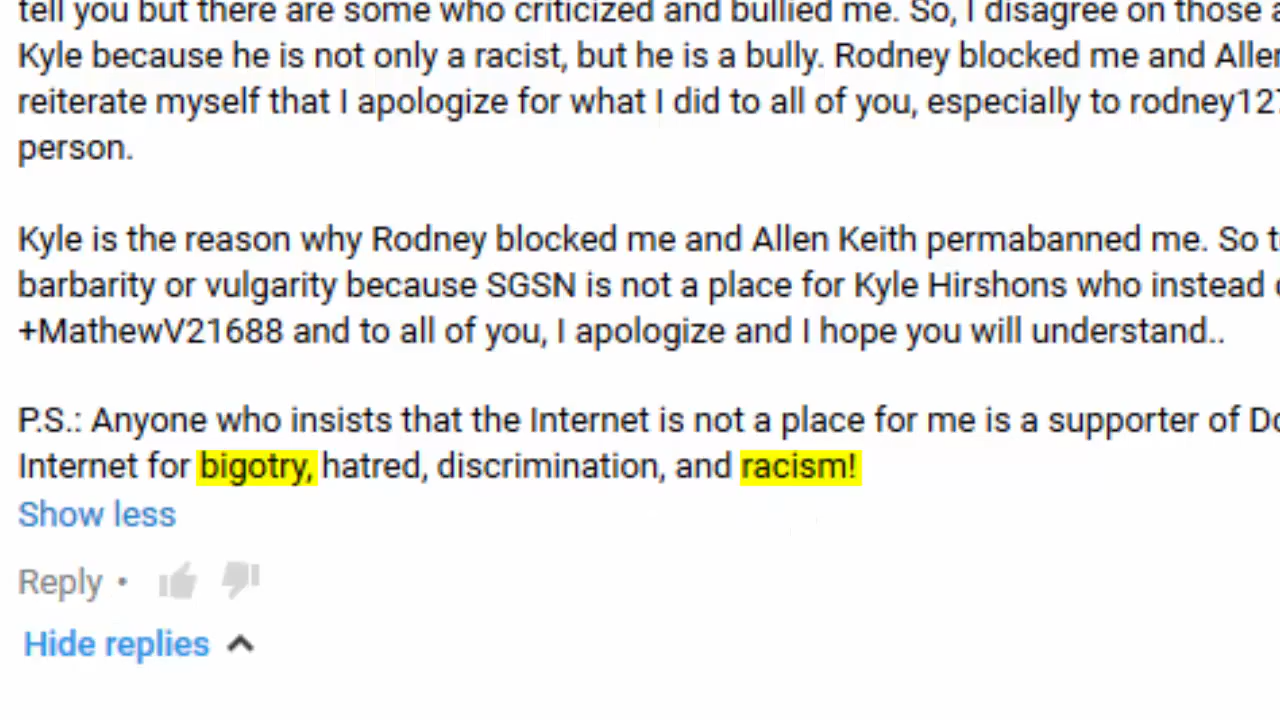 tell you but there are some who criticized and bullied me. So, I disagree on those
Kyle because he is not only a racist, but he is a bully. Rodney blocked me and
reiterate myself that I apologize for what I did to all of you, especially to
person.
Kyle is the reason why Rodney blocked me and Allen Keith permabanned me. So
barbarity or vulgarity because SGSN is not a place for Kyle Hirshons who instead
+MathewV21688 and to all of you, I apologize and I hope you will understand..
P.S.: Anyone who insists that the Internet is not a place for me is a supporter of
Internet for bigotry, hatred, discrimination, and racism!
Show less
Reply •
Hide replies